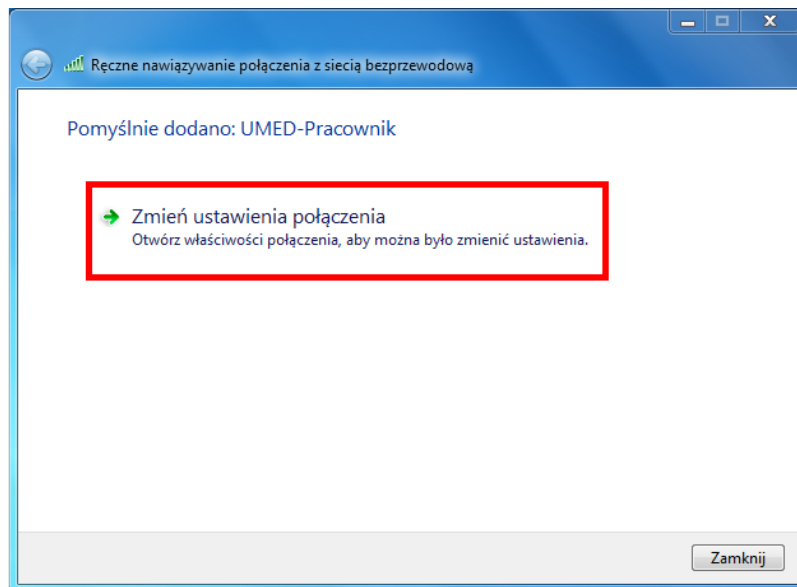 Ręczne nawiązywanie połączenia z siecią bezprzewodową
Pomyślnie dodano: UMED-Pracownik
Zmień ustawienia połączenia
Otwórz właściwości połączenia, aby można było zmienić ustawienia.
Zamknij